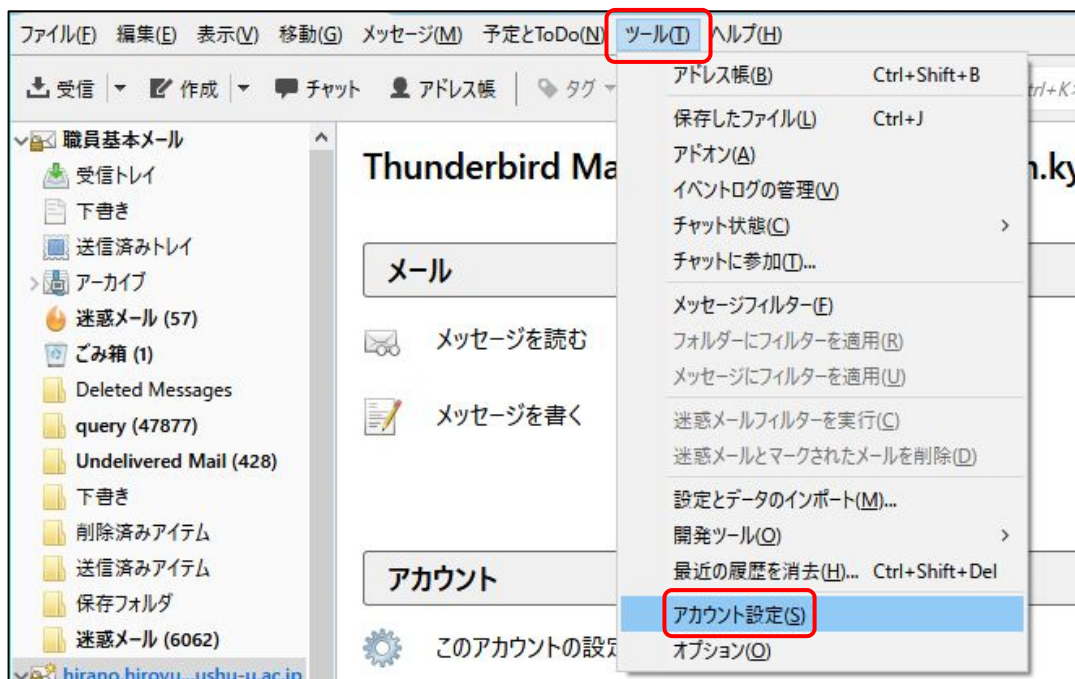 ファイル(F) 編集(E) 表示(V) 移動(G) メッセージ(M) 予定とToDo(N) ツール(T) ヘルプ(H)
受信 作成 チャット アドレス帳 タグ
職員基本メール
受信トレイ
下書き
送信済みトレイ
アーカイブ
迷惑メール (57)
ごみ箱 (1)
Deleted Messages
query (47877)
Undelivered Mail (428)
下書き
削除済みアイテム
送信済みアイテム
保存フォルダ
迷惑メール (6062)
hirano.hiroyu...ushu-u.ac.jp
Thunderbird Ma
メール
メッセージを読む
メッセージを書く
アカウント
このアカウントの設定
アドレス帳(B) Ctrl+Shift+B
保存したファイル(L) Ctrl+J
アドオン(A)
イベントログの管理(V)
チャット状態(C)
チャットに参加(T)...
メッセージフィルター(F)
フォルダーにフィルターを適用(R)
メッセージにフィルターを適用(U)
迷惑メールフィルターを実行(C)
迷惑メールとマークされたメールを削除(D)
設定とデータのインポート(M)...
開発ツール(O)
最近の履歴を消去(H)... Ctrl+Shift+Del
アカウント設定(S)
オプション(O)